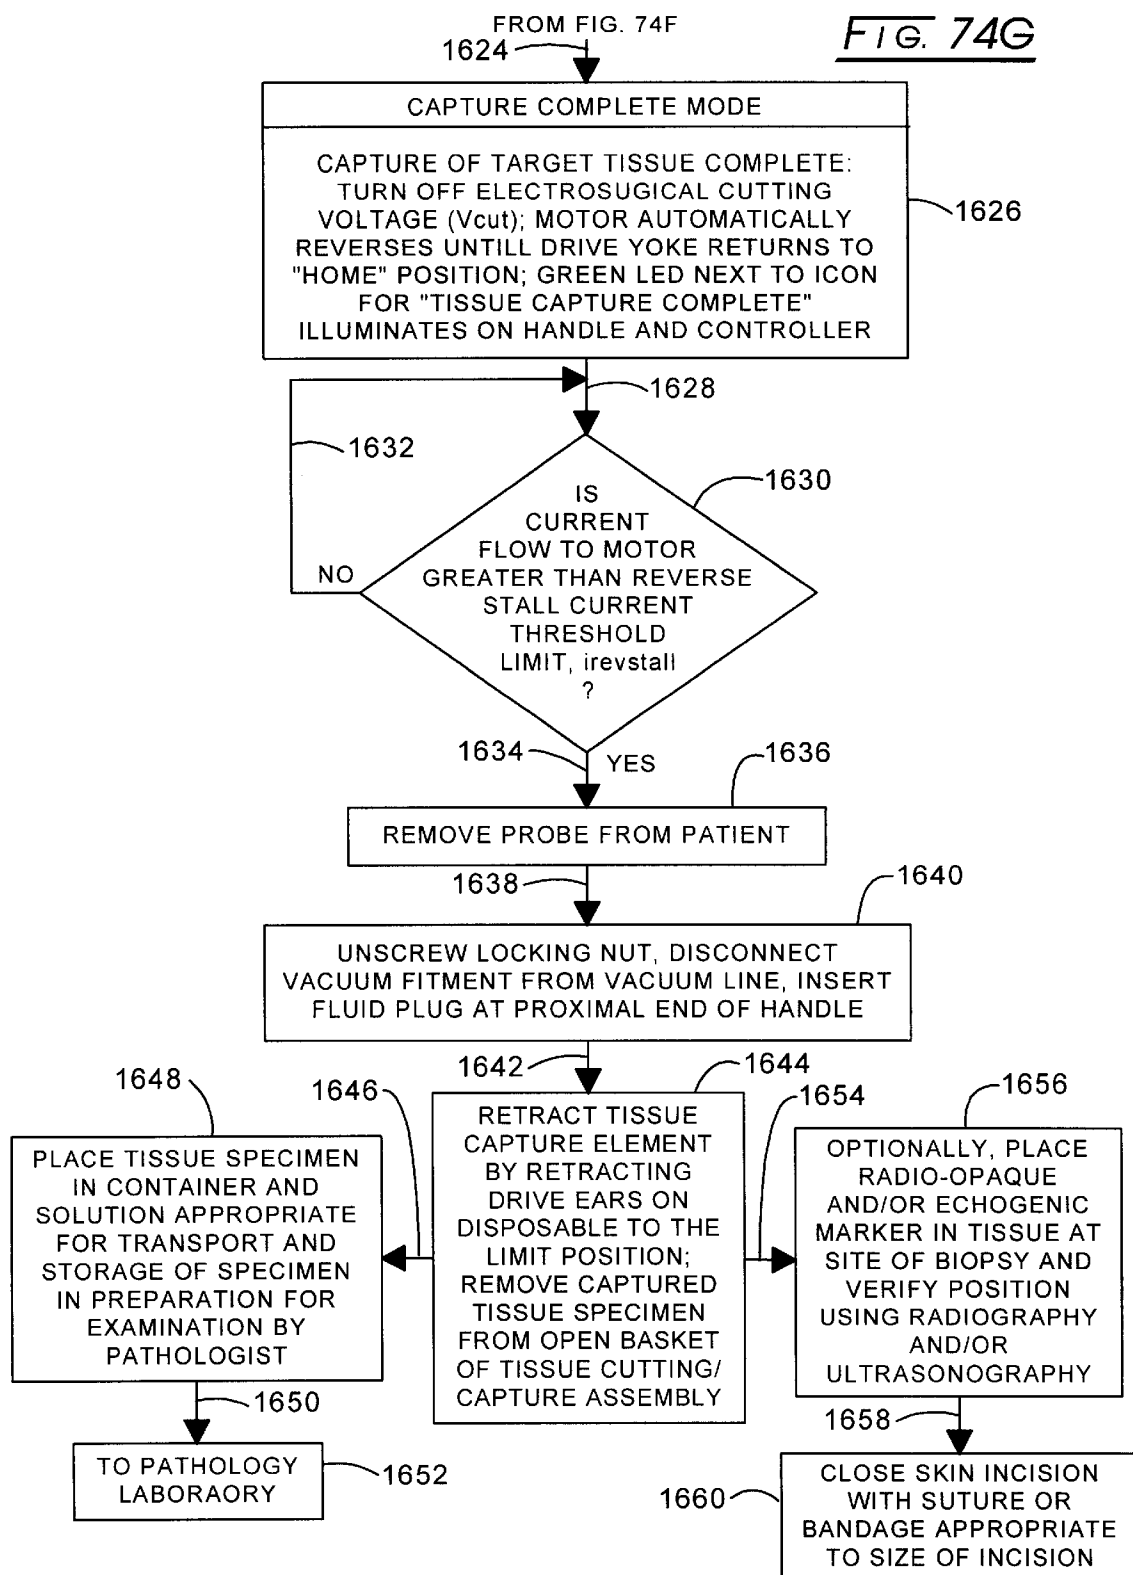 FROM FIG. 74F
FIG. 74G
1624
CAPTURE COMPLETE MODE
CAPTURE OF TARGET TISSUE COMPLETE:
TURN OFF ELECTROSUGICAL CUTTING
VOLTAGE (Vcut); MOTOR AUTOMATICALLY
REVERSES UNTILL DRIVE YOKE RETURNS TO
"HOME" POSITION; GREEN LED NEXT TO ICON
FOR "TISSUE CAPTURE COMPLETE"
ILLUMINATES ON HANDLE AND CONTROLLER
1626
1628
1632
1630
IS
CURRENT
FLOW TO MOTOR
GREATER THAN REVERSE
STALL CURRENT
THRESHOLD
LIMIT, irevstall
?
NO
1634
YES
1636
REMOVE PROBE FROM PATIENT
1638
1640
UNSCREW LOCKING NUT, DISCONNECT
VACUUM FITMENT FROM VACUUM LINE, INSERT
FLUID PLUG AT PROXIMAL END OF HANDLE
1642
1644
RETRACT TISSUE
CAPTURE ELEMENT
BY RETRACTING
DRIVE EARS ON
DISPOSABLE TO THE
LIMIT POSITION;
REMOVE CAPTURED
TISSUE SPECIMEN
FROM OPEN BASKET
OF TISSUE CUTTING/
CAPTURE ASSEMBLY
1646
1648
PLACE TISSUE SPECIMEN
IN CONTAINER AND
SOLUTION APPROPRIATE
FOR TRANSPORT AND
STORAGE OF SPECIMEN
IN PREPARATION FOR
EXAMINATION BY
PATHOLOGIST
1650
TO PATHOLOGY
LABORAORY
1652
1654
1656
OPTIONALLY, PLACE
RADIO-OPAQUE
AND/OR ECHOGENIC
MARKER IN TISSUE AT
SITE OF BIOPSY AND
VERIFY POSITION
USING RADIOGRAPHY
AND/OR
ULTRASONOGRAPHY
1658
1660
CLOSE SKIN INCISION
WITH SUTURE OR
BANDAGE APPROPRIATE
TO SIZE OF INCISION